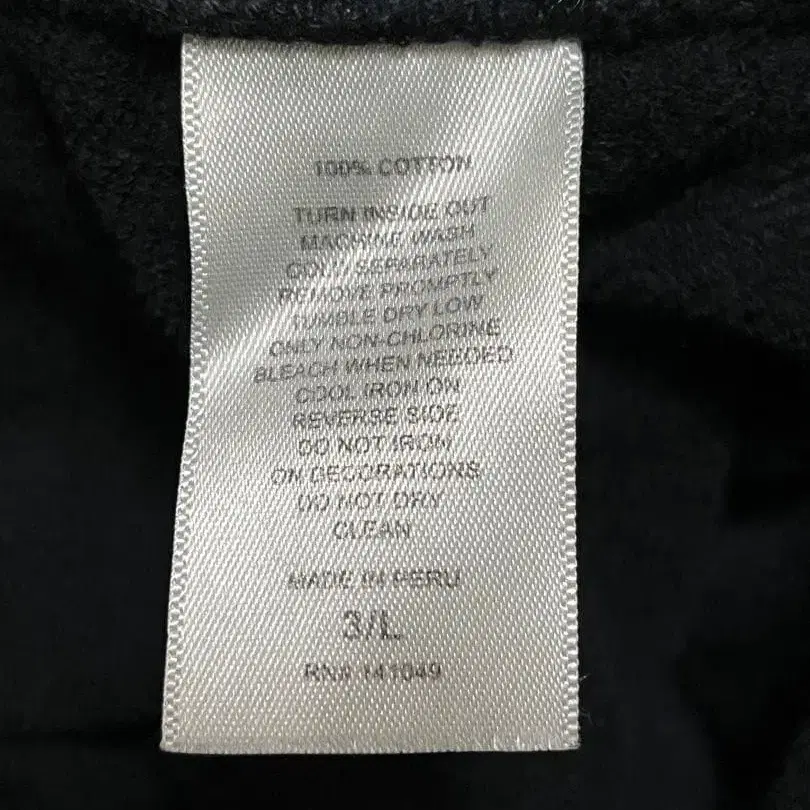 100% COTTON
TURN INSIDE OUT
MACHINE WASH
COLD SEPARATELY
REMOVE PROMPTLY
TUMBLE DRY LOW
ONLY NON-CHLORINE
BLEACH WHEN NEEDED
COOL IRON ON
REVERSE SIDE
DO NOT IRON
ON DECORATIONS
DO NOT DRY
CLEAN
MADE IN PERU
3/L
RN# 141049